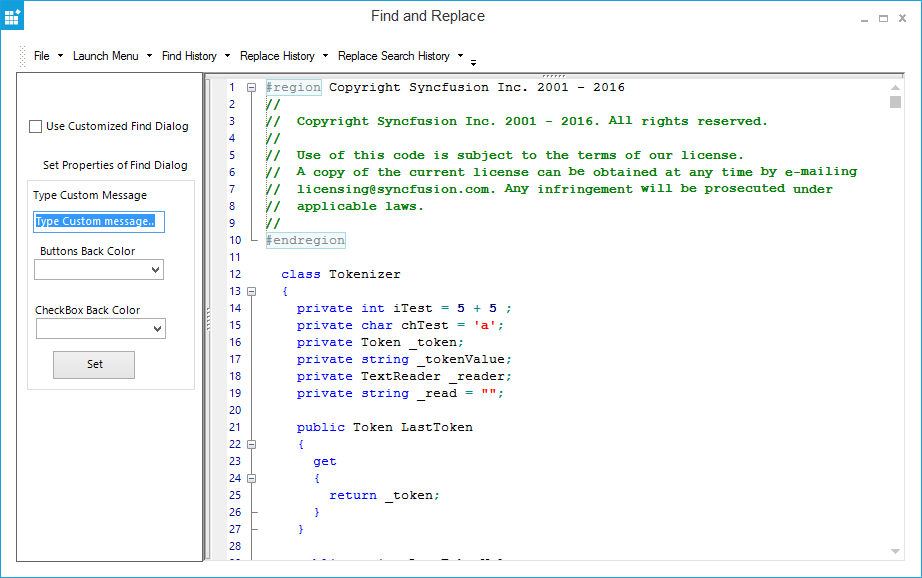 Find and Replace
File Launch Menu Find History Replace History Replace Search History
Use Customized Find Dialog
Set Properties of Find Dialog
Type Custom Message
Type Custom message..
Buttons Back Color
CheckBox Back Color
Set
1 #region Copyright Syncfusion Inc. 2001 - 2016
2 //
3 //  Copyright Syncfusion Inc. 2001 - 2016. All rights reserved.
4 //
5 //  Use of this code is subject to the terms of our license.
6 //  A copy of the current license can be obtained at any time by e-mailing
7 //  licensing@syncfusion.com. Any infringement will be prosecuted under
8 //  applicable laws.
9 //
10 #endregion
11
12   class Tokenizer
13   {
14     private int iTest = 5 + 5 ;
15     private char chTest = 'a';
16     private Token _token;
17     private string _tokenValue;
18     private TextReader _reader;
19     private string _read = "";
20
21     public Token LastToken
22     {
23       get
24       {
25         return _token;
26       }
27     }
28